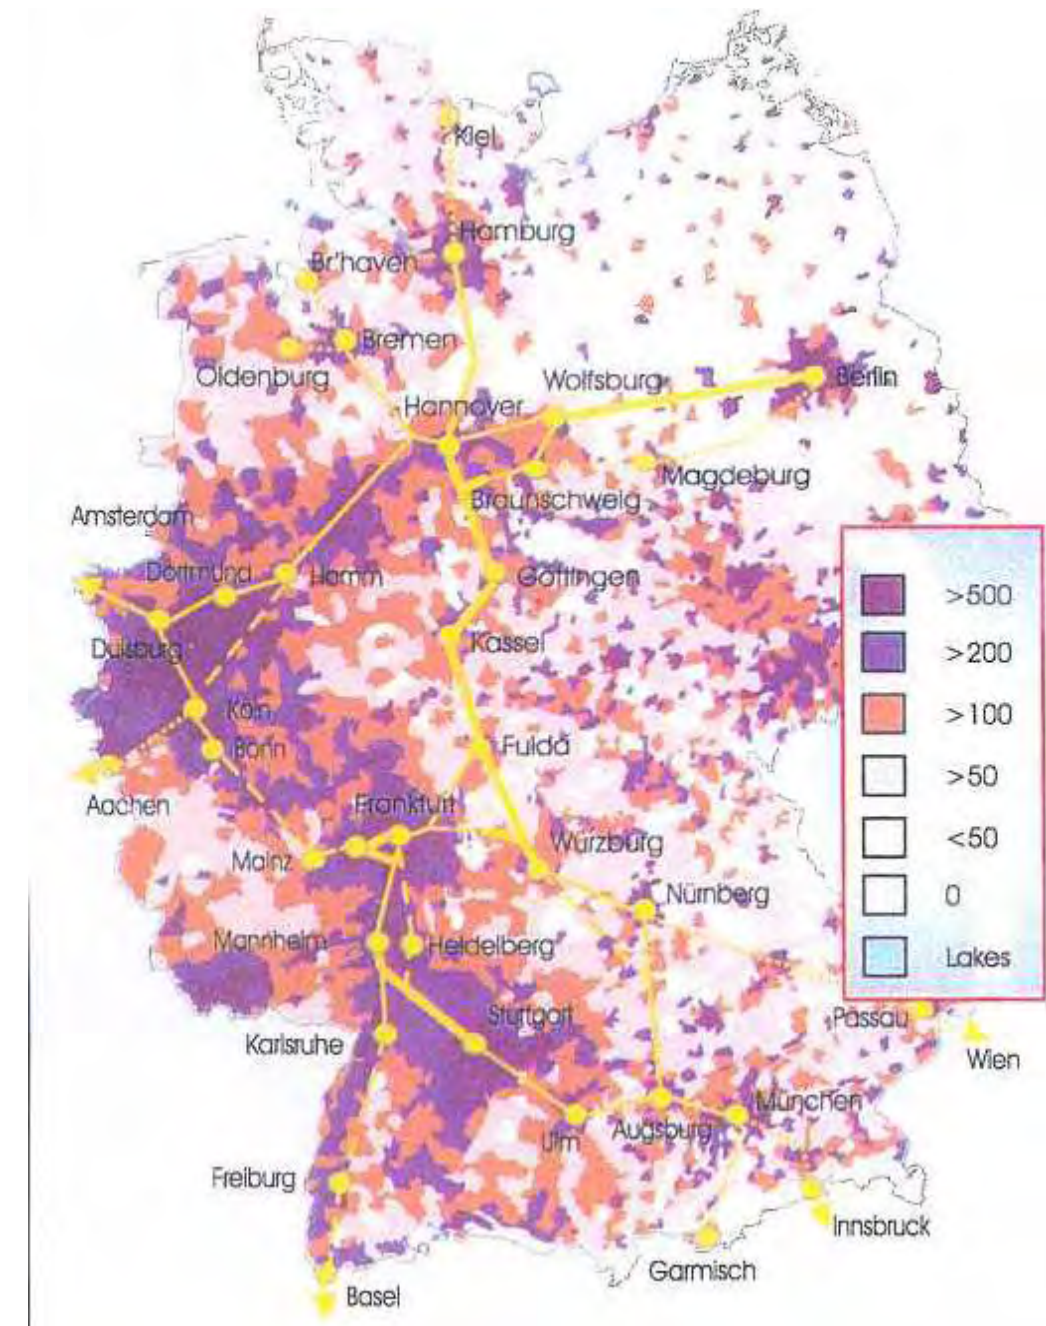 Kiel
Hamburg
Br'haven
Bremen
Oldenburg
Wolfsburg
Berlin
Hannover
Magdeburg
Braunschweig
Amsterdam
Dortmund
Hamm
Göttingen
Duisburg
Kassel
Köln
Bonn
Fulda
Aachen
Frankfurt
Mainz
Würzburg
Nürnberg
Mannheim
Heidelberg
Stuttgart
Karlsruhe
Passau
Wien
München
Augsburg
Ulm
Freiburg
Innsbruck
Garmisch
Basel
>500
>200
>100
>50
<50
0
Lakes